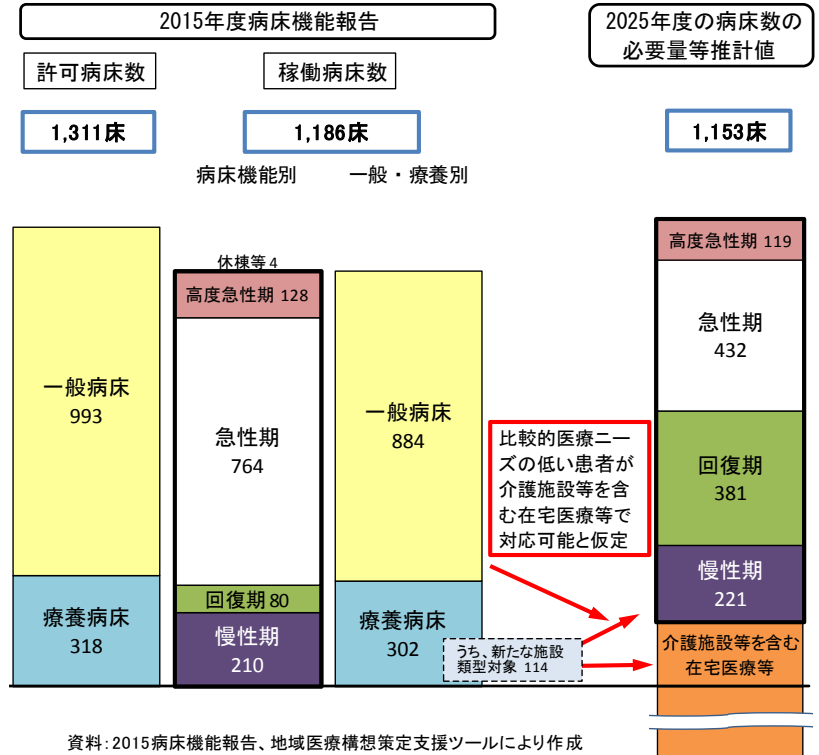 2015年度病床機能報告
2025年度の病床数の
必要量等推計値
許可病床数
稼働病床数
1,311床
1,186床
1,153床
病床機能別
一般・療養別
一般病床
993
療養病床
318
休棟等 4
高度急性期 128
急性期
764
回復期 80
慢性期
210
一般病床
884
療養病床
302
比較的医療ニー
ズの低い患者が
介護施設等を含
む在宅医療等で
対応可能と仮定
うち、新たな施設
類型対象 114
高度急性期 119
急性期
432
回復期
381
慢性期
221
介護施設等を含む
在宅医療等
資料：2015病床機能報告、地域医療構想策定支援ツールにより作成